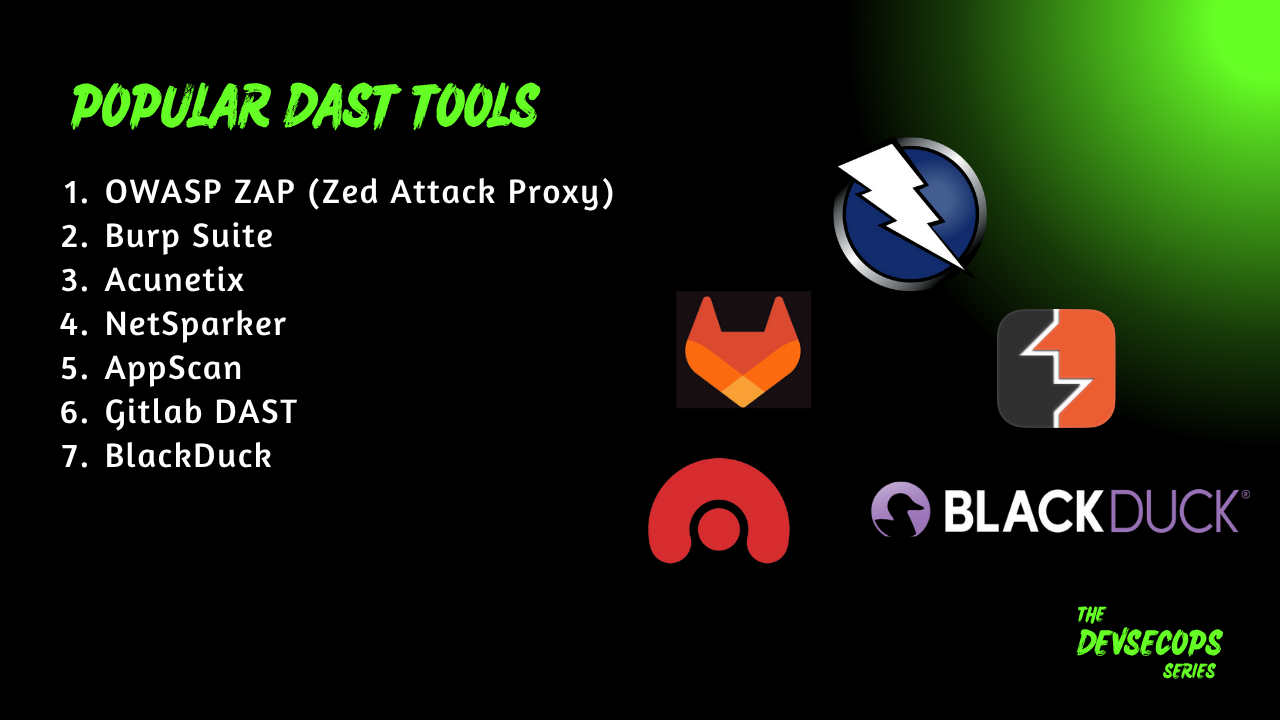 POPULAR DAST TOOLS
1. OWASP ZAP (Zed Attack Proxy)
2. Burp Suite
3. Acunetix
4. NetSparker
5. AppScan
6. Gitlab DAST
7. BlackDuck
BLACKDUCK®
THE
DEVSECOPS
SERIES